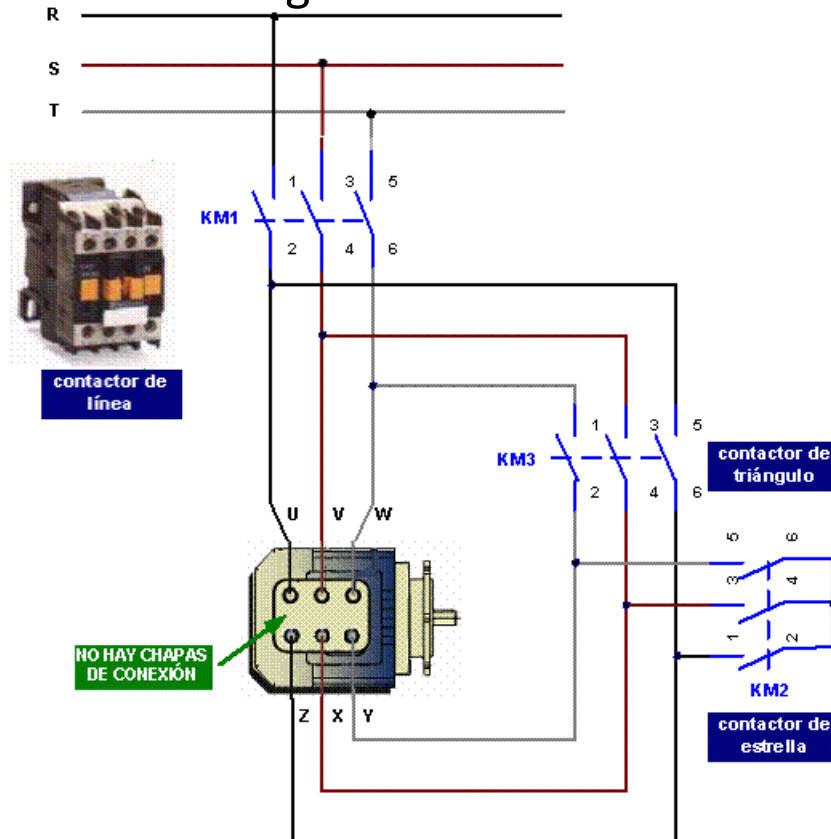 R
S
T
KM1
1 3 5
2 4 6
contactor de
línea
KM3
1 3 5
2 4 6
contactor de
triángulo
U V W
5 6
3 4
1 2
KM2
NO HAY CHAPAS
DE CONEXIÓN
Z X Y
contactor de
estrella